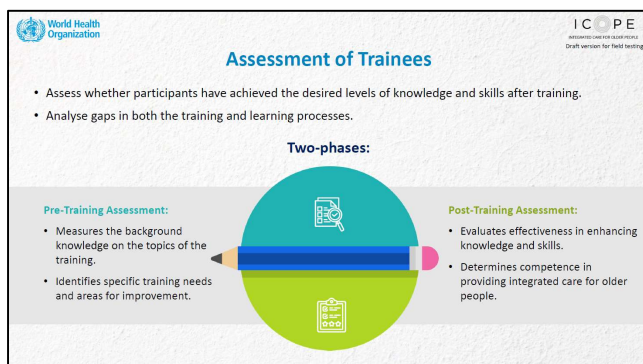 World Health
Organization
ICOPE
INTEGRATED CARE FOR OLDER PEOPLE
Draft version for field testing
Assessment of Trainees
• Assess whether participants have achieved the desired levels of knowledge and skills after training.
• Analyse gaps in both the training and learning processes.
Two-phases:
Pre-Training Assessment:
• Measures the background
knowledge on the topics of the
training.
• Identifies specific training needs
and areas for improvement.
Post-Training Assessment:
• Evaluates effectiveness in enhancing
knowledge and skills.
• Determines competence in
providing integrated care for older
people.